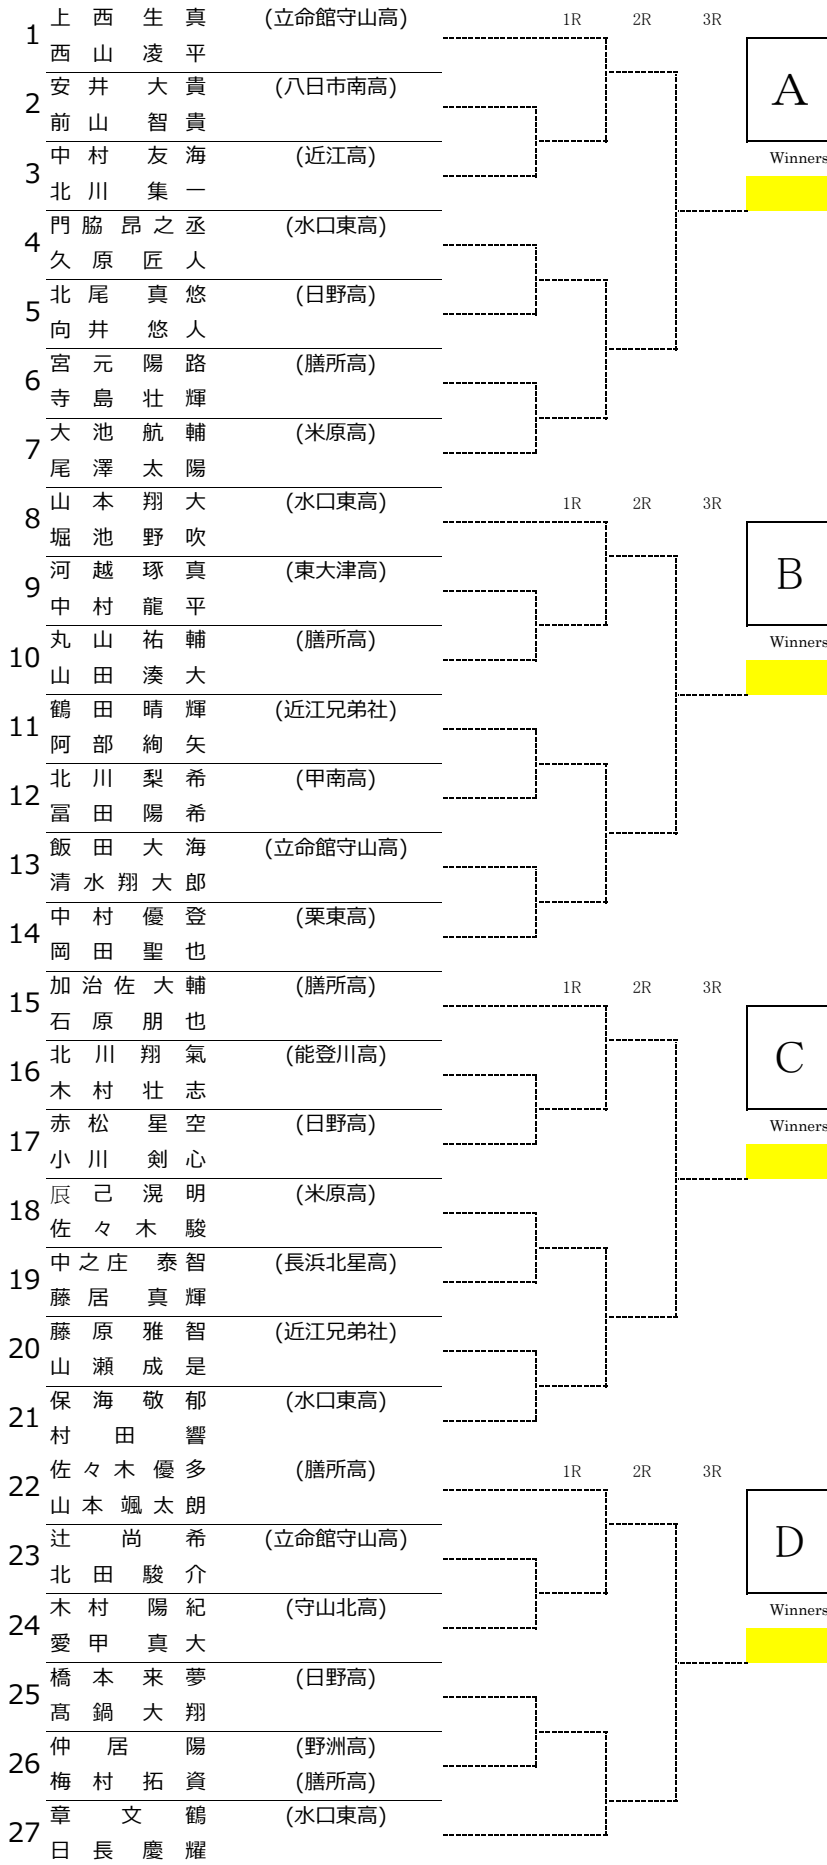 1 上西生真 (立命館守山高) 1R 2R 3R
西山凌平 A
2 安井大貴 (八日市南高)
前山智貴
3 中村友海 (近江高) Winners
北川集一
4 門脇昂之丞 (水口東高)
久原匠人
5 北尾真悠 (日野高)
向井悠人
6 宮元陽路 (膳所高)
寺島壮輝
7 大池航輔 (米原高)
尾澤太陽
8 山本翔大 (水口東高) 1R 2R 3R
堀池野吹 B
9 河越琢真 (東大津高)
中村龍平
10 丸山祐輔 (膳所高) Winners
山田湊大
11 鶴田晴輝 (近江兄弟社)
阿部絢矢
12 北川梨希 (甲南高)
冨田陽希
13 飯田大海 (立命館守山高)
清水翔大郎
14 中村優登 (栗東高)
岡田聖也
15 加治佐大輔 (膳所高) 1R 2R 3R
石原朋也 C
16 北川翔氣 (能登川高)
木村壮志
17 赤松星空 (日野高) Winners
小川剣心
18 辰己滉明 (米原高)
佐々木駿
19 中之庄泰智 (長浜北星高)
藤居真輝
20 藤原雅智 (近江兄弟社)
山瀬成是
21 保海敬郁 (水口東高)
村田響
22 佐々木優多 (膳所高) 1R 2R 3R
山本颯太朗 D
23 辻尚希 (立命館守山高)
北田駿介
24 木村陽紀 (守山北高) Winners
愛甲真大
25 橋本来夢 (日野高)
髙鍋大翔
26 仲居陽 (野洲高)
梅村拓資 (膳所高)
27 章文鶴 (水口東高)
日長慶耀